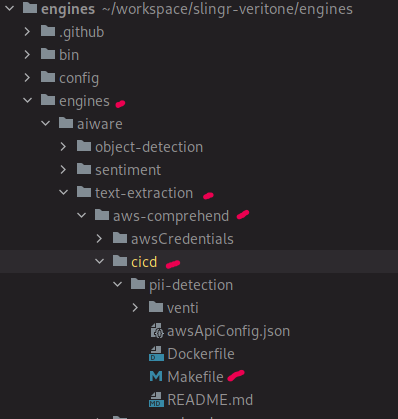 engines ~/workspace/slingr-veritone/engines
.github
bin
config
engines
aiware
object-detection
sentiment
text-extraction
aws-comprehend
awsCredentials
cicd
pii-detection
venti
awsApiConfig.json
Dockerfile
Makefile
README.md